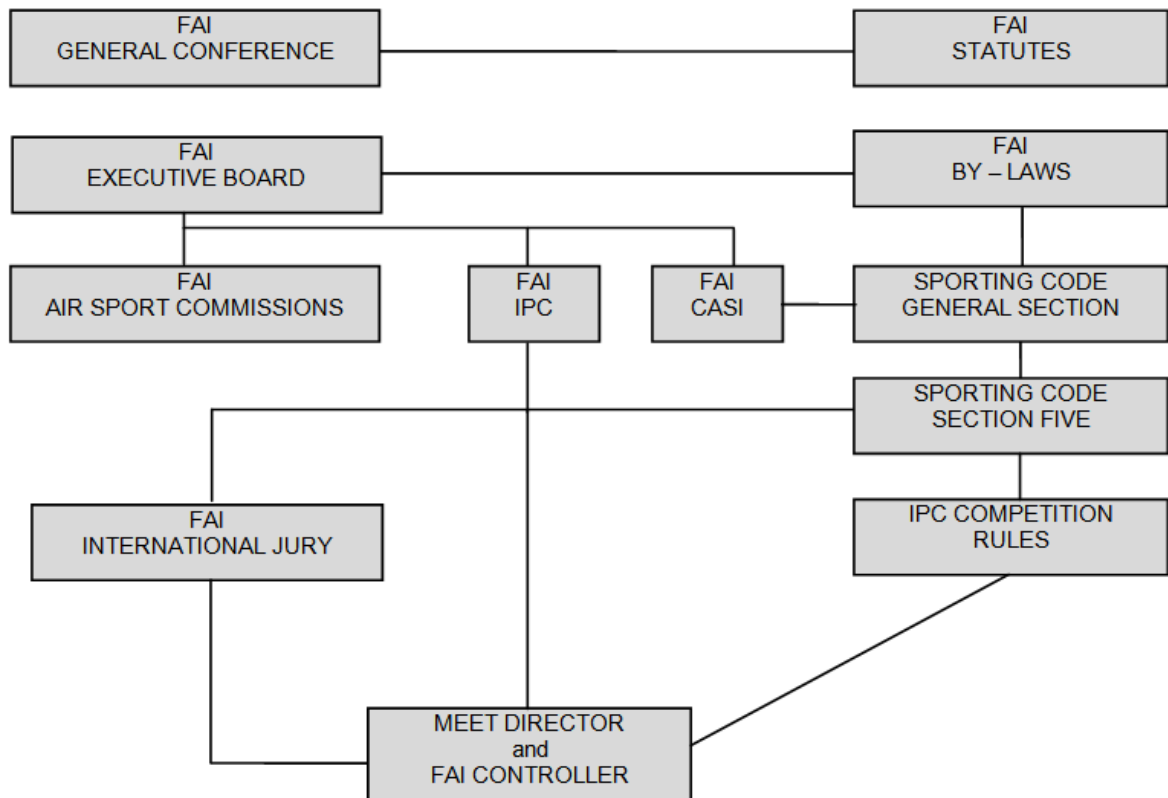 FAI
GENERAL CONFERENCE
FAI
STATUTES
FAI
EXECUTIVE BOARD
FAI
BY – LAWS
FAI
AIR SPORT COMMISSIONS
FAI
IPC
FAI
CASI
SPORTING CODE
GENERAL SECTION
SPORTING CODE
SECTION FIVE
FAI
INTERNATIONAL JURY
IPC COMPETITION
RULES
MEET DIRECTOR
and
FAI CONTROLLER